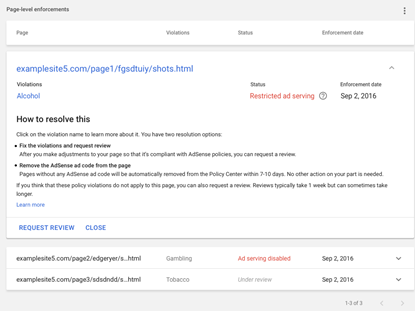 Page-level enforcements
Page Violations Status Enforcement date
examplesite5.com/page1/fgsdtuiy/shots.html
Violations Status Enforcement date
Alcohol Restricted ad serving Sep 2, 2016
How to resolve this
Click on the violation name to learn more about it. You have two resolution options:
Fix the violations and request review
After you make adjustments to your page so that it's compliant with AdSense policies, you can request a review.
Remove the AdSense ad code from the page
Pages without any AdSense ad code will be automatically removed from the Policy Center within 7-10 days. No other action on your part is needed.
If you think that these policy violations do not apply to this page, you can also request a review. Reviews typically take 1 week but can sometimes take
longer.
Learn more
REQUEST REVIEW CLOSE
examplesite5.com/page2/edgeryer/s...html Gambling Ad serving disabled Sep 2, 2016
examplesite5.com/page3/sdsdndd/s...html Tobacco Under review Sep 2, 2016
1-3 of 3